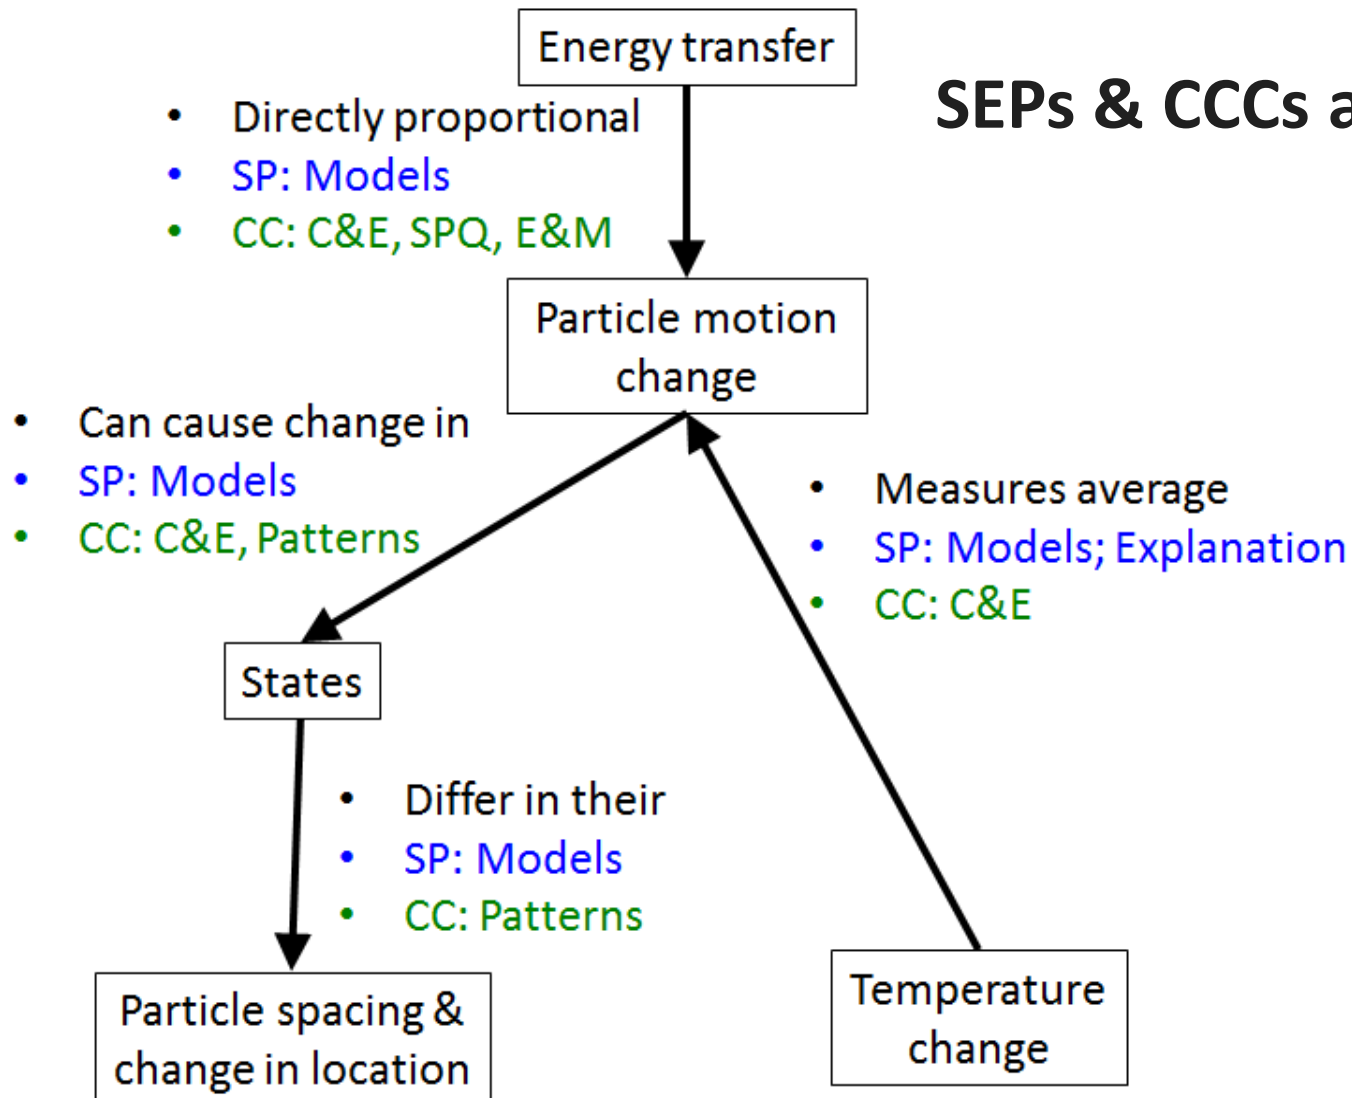 Energy transfer
SEPs & CCCs a
• Directly proportional
• SP: Models
• CC: C&E, SPQ, E&M
Particle motion
change
• Can cause change in
• SP: Models
• CC: C&E, Patterns
• Measures average
• SP: Models; Explanation
• CC: C&E
States
• Differ in their
• SP: Models
• CC: Patterns
Particle spacing &
change in location
Temperature
change